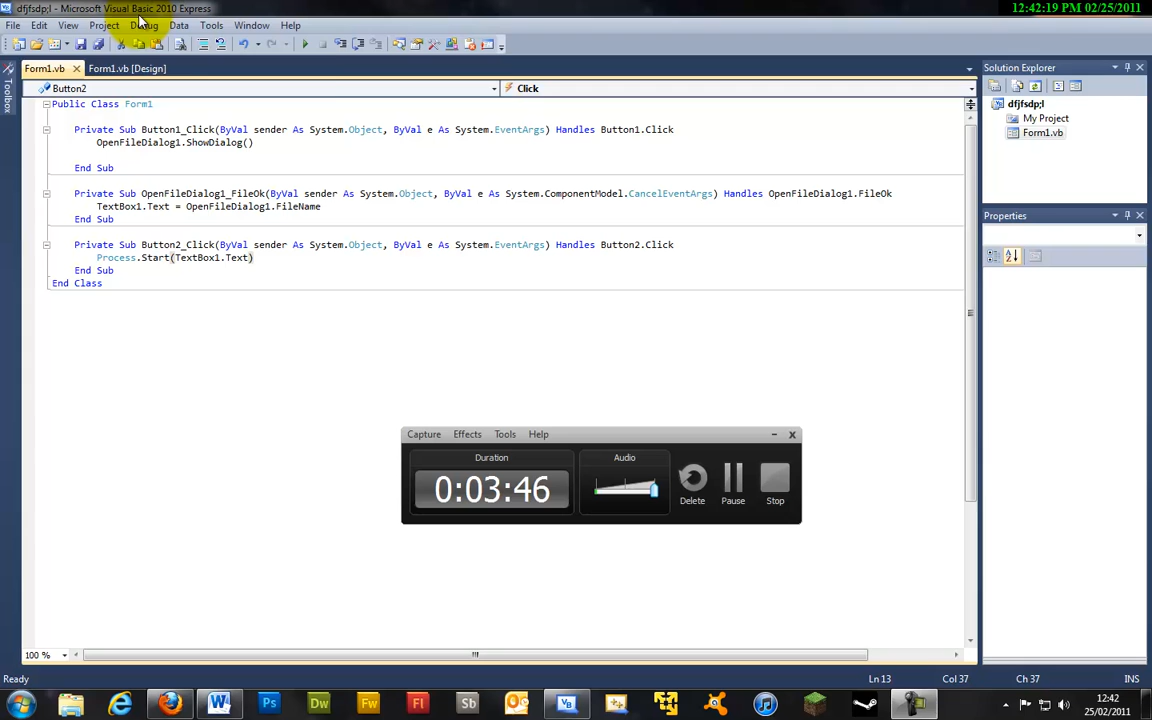 dfjfsdp;l - Microsoft Visual Basic 2010 Express
12:42:19 PM 02/25/2011
File Edit View Project Debug Data Tools Window Help
Form1.vb Form1.vb [Design]
Solution Explorer
Toolbox
Button2 Click
Public Class Form1
dfjfsdp;l
My Project
Form1.vb
Private Sub Button1_Click(ByVal sender As System.Object, ByVal e As System.EventArgs) Handles Button1.Click
OpenFileDialog1.ShowDialog()
End Sub
Private Sub OpenFileDialog1_FileOk(ByVal sender As System.Object, ByVal e As System.ComponentModel.CancelEventArgs) Handles OpenFileDialog1.FileOk
TextBox1.Text = OpenFileDialog1.FileName
End Sub
Properties
Private Sub Button2_Click(ByVal sender As System.Object, ByVal e As System.EventArgs) Handles Button2.Click
Process.Start(TextBox1.Text)
End Sub
End Class
Capture Effects Tools Help
Duration
Audio
0:03:46
Delete Pause Stop
100 %
Ready
Ln 13 Col 37 Ch 37 INS
W Ps Dw Fw Fl Sb
12:42
25/02/2011